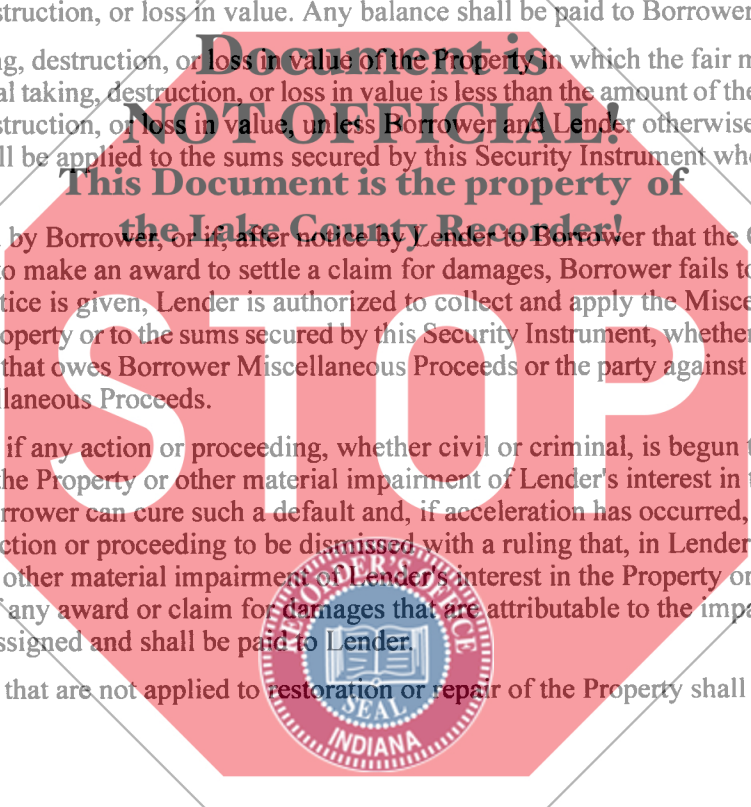 struction, or loss in value. Any balance shall be paid to Borrower
Document is
ng, destruction, or loss in value of the Property in which the fair m
al taking, destruction, or loss in value is less than the amount of the
NOT OFFICIAL!
struction, or loss in value, unless Borrower and Lender otherwise
ll be applied to the sums secured by this Security Instrument whe
This Document is the property of
the Lake County Recorder!
by Borrower, or if, after notice by Lender to Borrower that the
to make an award to settle a claim for damages, Borrower fails to
tice is given, Lender is authorized to collect and apply the Misce
operty or to the sums secured by this Security Instrument, whether
that owes Borrower Miscellaneous Proceeds or the party against
llaneous Proceeds.
STOP
if any action or proceeding, whether civil or criminal, is begun t
the Property or other material impairment of Lender's interest in
rrower can cure such a default and, if acceleration has occurred,
ction or proceeding to be dismissed with a ruling that, in Lender
other material impairment of Lender's interest in the Property or
f any award or claim for damages that are attributable to the impa
ssigned and shall be paid to Lender.
that are not applied to restoration or repair of the Property shall
RECORDER'S OFFICE
SEAL
INDIANA